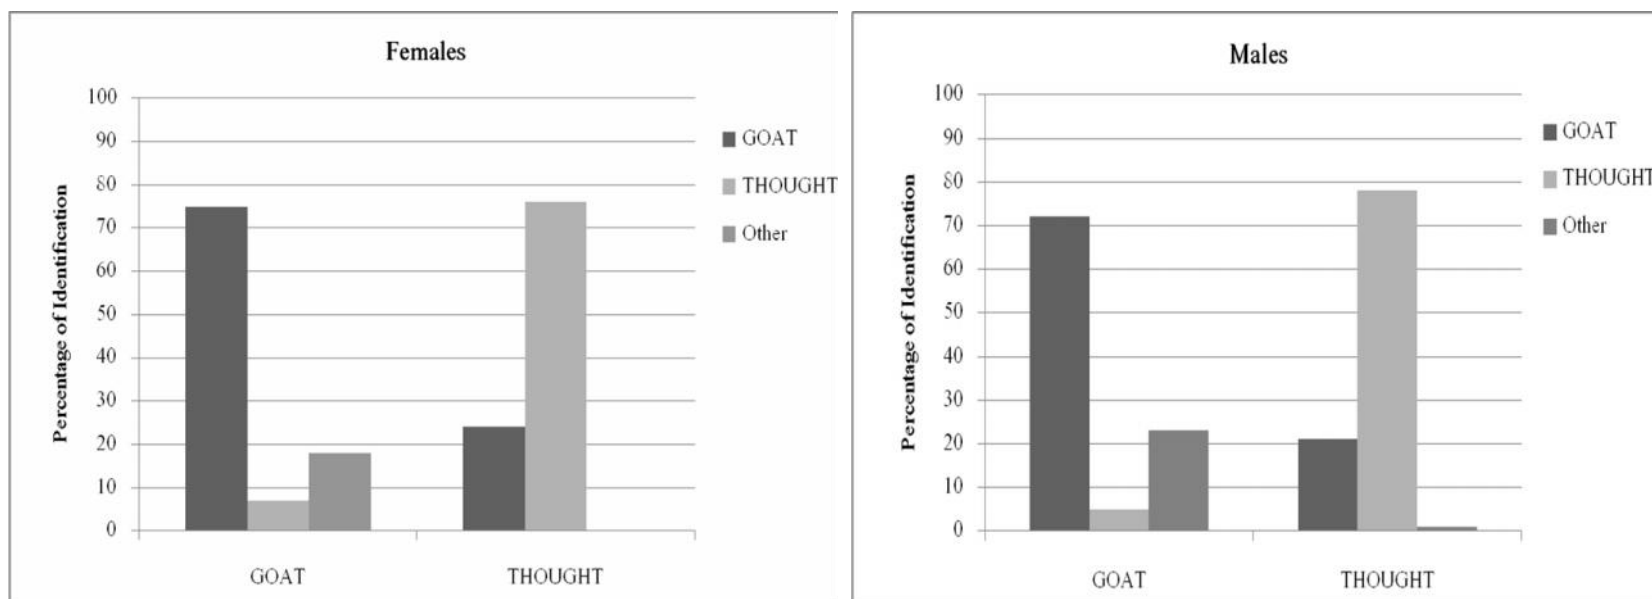 Females
100
90
80
70
60
50
40
30
20
10
0
Percentage of Identification
GOAT
THOUGHT
GOAT
THOUGHT
Other
Males
100
90
80
70
60
50
40
30
20
10
0
Percentage of Identification
GOAT
THOUGHT
GOAT
THOUGHT
Other